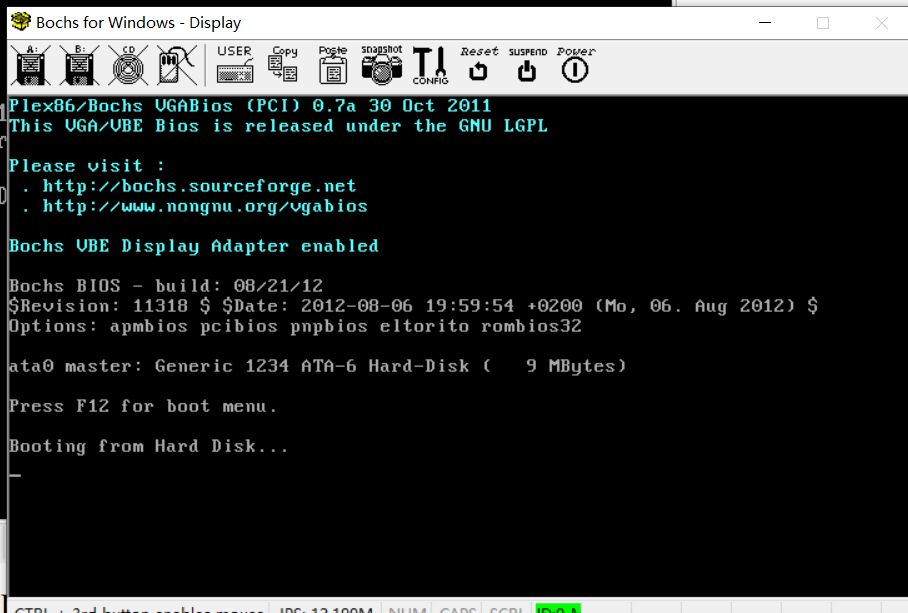 Bochs for Windows - Display
A: B: CD USER Copy Paste snapshot CONFIG Reset SUSPEND Power
Plex86/Bochs VGABios (PCI) 0.7a 30 Oct 2011
This VGA/VBE Bios is released under the GNU LGPL
Please visit :
. http://bochs.sourceforge.net
. http://www.nongnu.org/vgabios
Bochs VBE Display Adapter enabled
Bochs BIOS - build: 08/21/12
$Revision: 11318 $ $Date: 2012-08-06 19:59:54 +0200 (Mo, 06. Aug 2012) $
Options: apmbios pcibios pnpbios eltorito rombios32
ata0 master: Generic 1234 ATA-6 Hard-Disk (   9 MBytes)
Press F12 for boot menu.
Booting from Hard Disk...
_
CTRL + 3rd button enables mouse IPS: 13.199M NUM CAPS SCRL